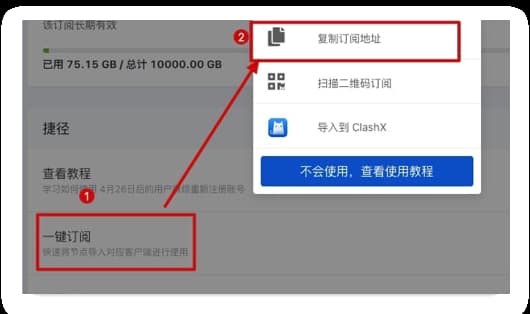 该订阅长期有效
已用 75.15 GB / 总计 10000.00 GB
捷径
查看教程
学习如何使用 4月26日后的用户
重新注册账号
1
一键订阅
快速将节点导入对应客户端进行使用
2
复制订阅地址
扫描二维码订阅
导入到 ClashX
不会使用，查看使用教程